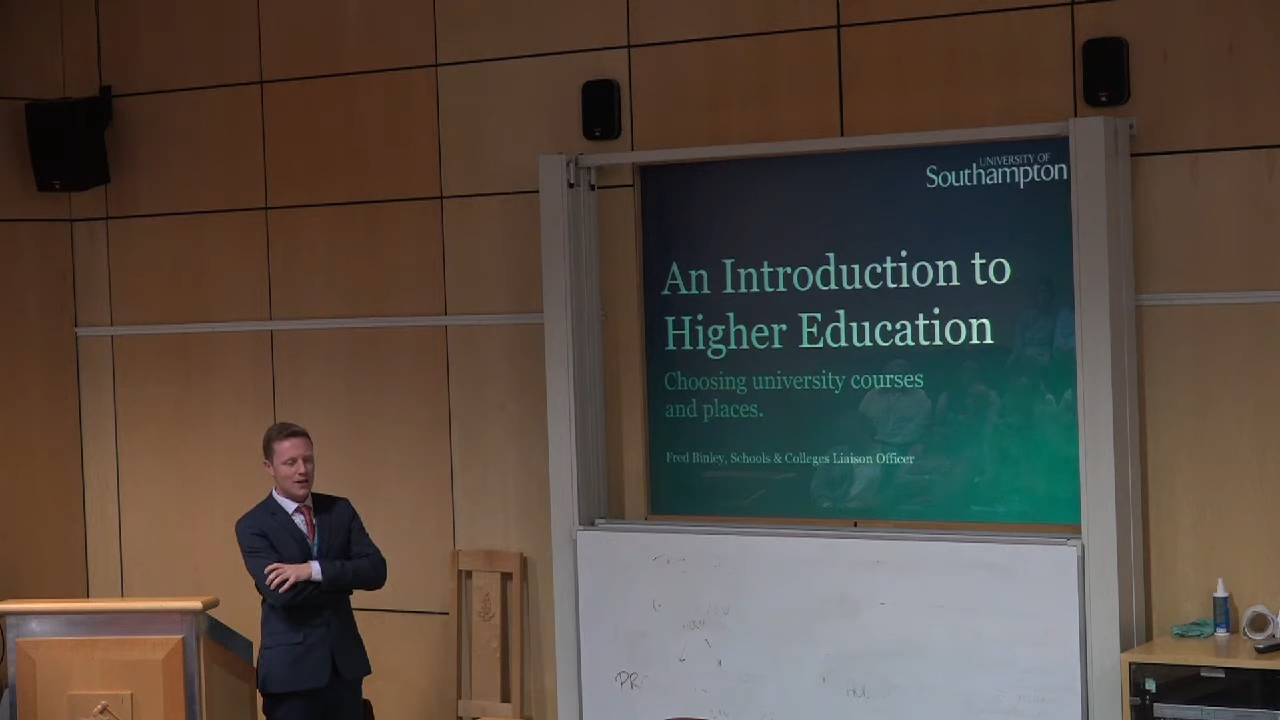 UNIVERSITY OF
Southampton
An Introduction to
Higher Education
Choosing university courses
and places.
Fred Binley, Schools & Colleges Liaison Officer
PR